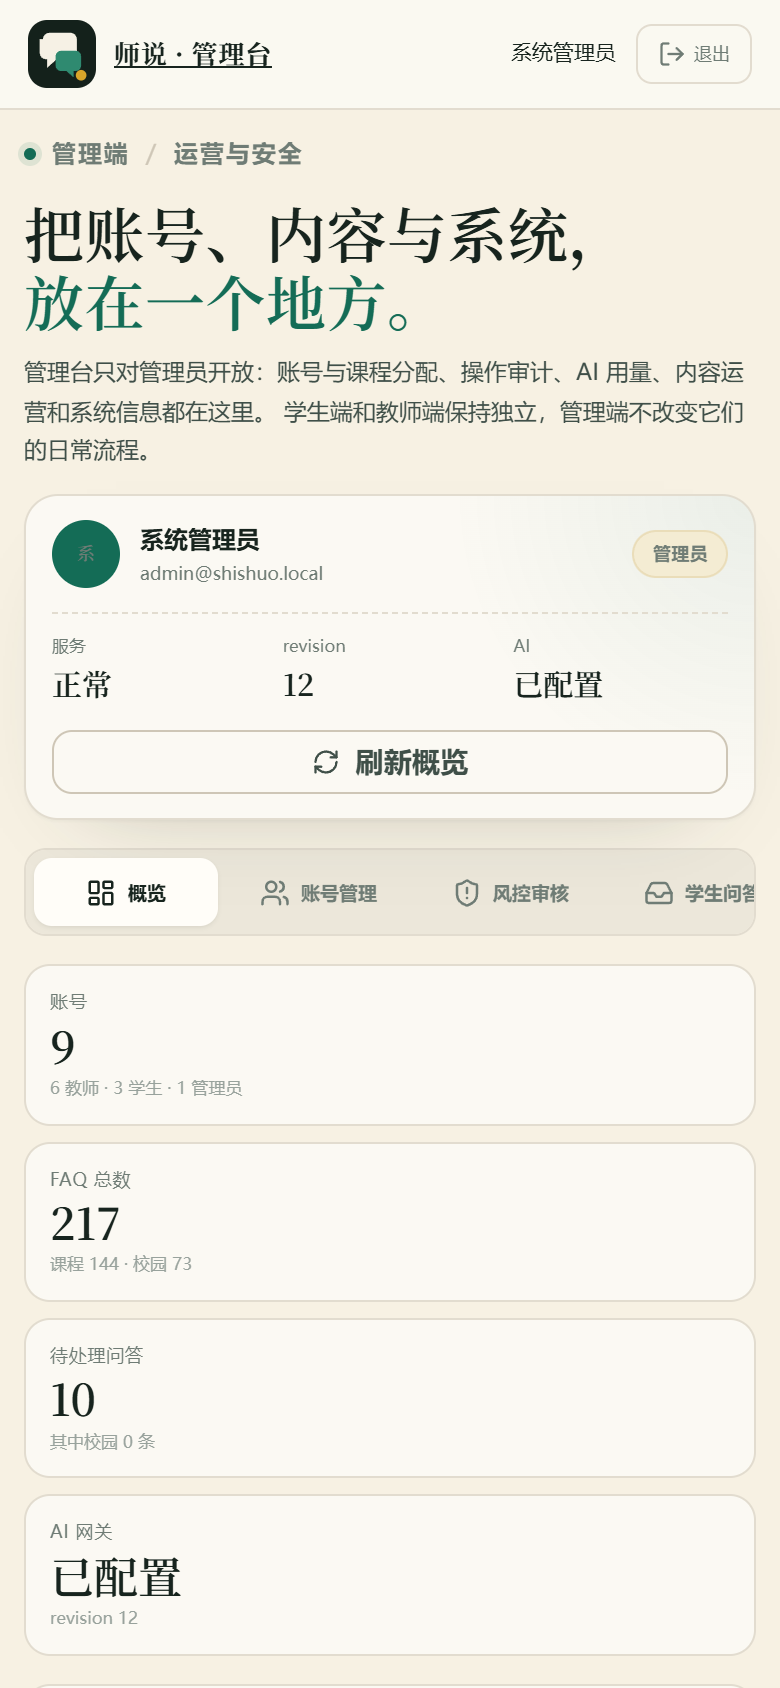 师说 · 管理台
系统管理员
退出
管理端 / 运营与安全
把账号、内容与系统,
放在一个地方。
管理台只对管理员开放：账号与课程分配、操作审计、AI 用量、内容运
营和系统信息都在这里。 学生端和教师端保持独立，管理端不改变它们
的日常流程。
系
系统管理员
admin@shishuo.local
管理员
服务
正常
revision
12
AI
已配置
刷新概览
概览
账号管理
风控审核
学生问答
账号
9
6 教师 · 3 学生 · 1 管理员
FAQ 总数
217
课程 144 · 校园 73
待处理问答
10
其中校园 0 条
AI 网关
已配置
revision 12